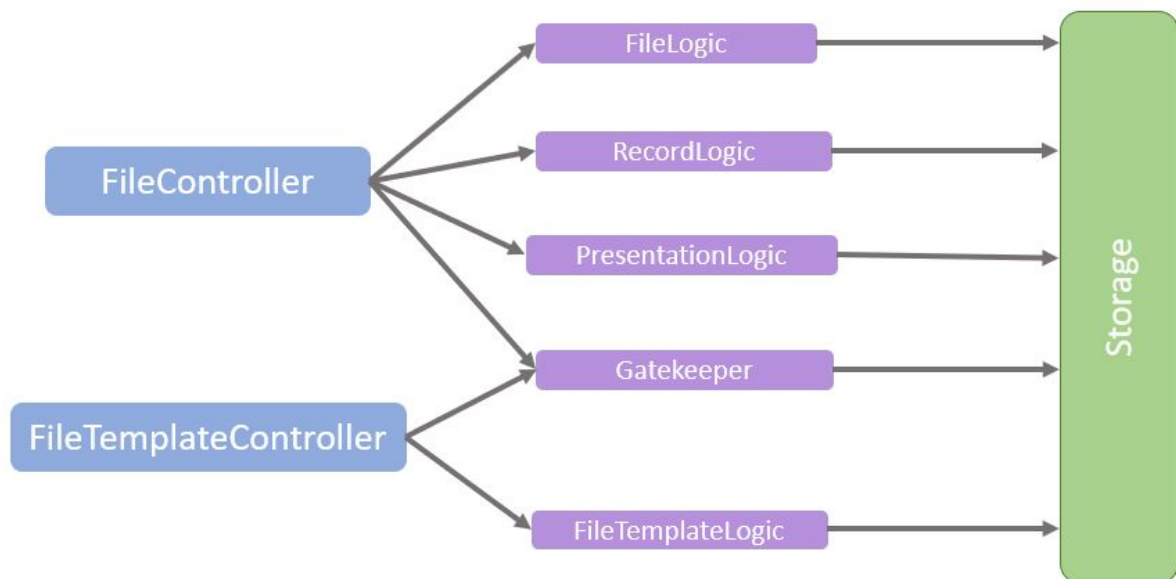 FileLogic
RecordLogic
FileController
PresentationLogic
Storage
Gatekeeper
FileTemplateController
FileTemplateLogic